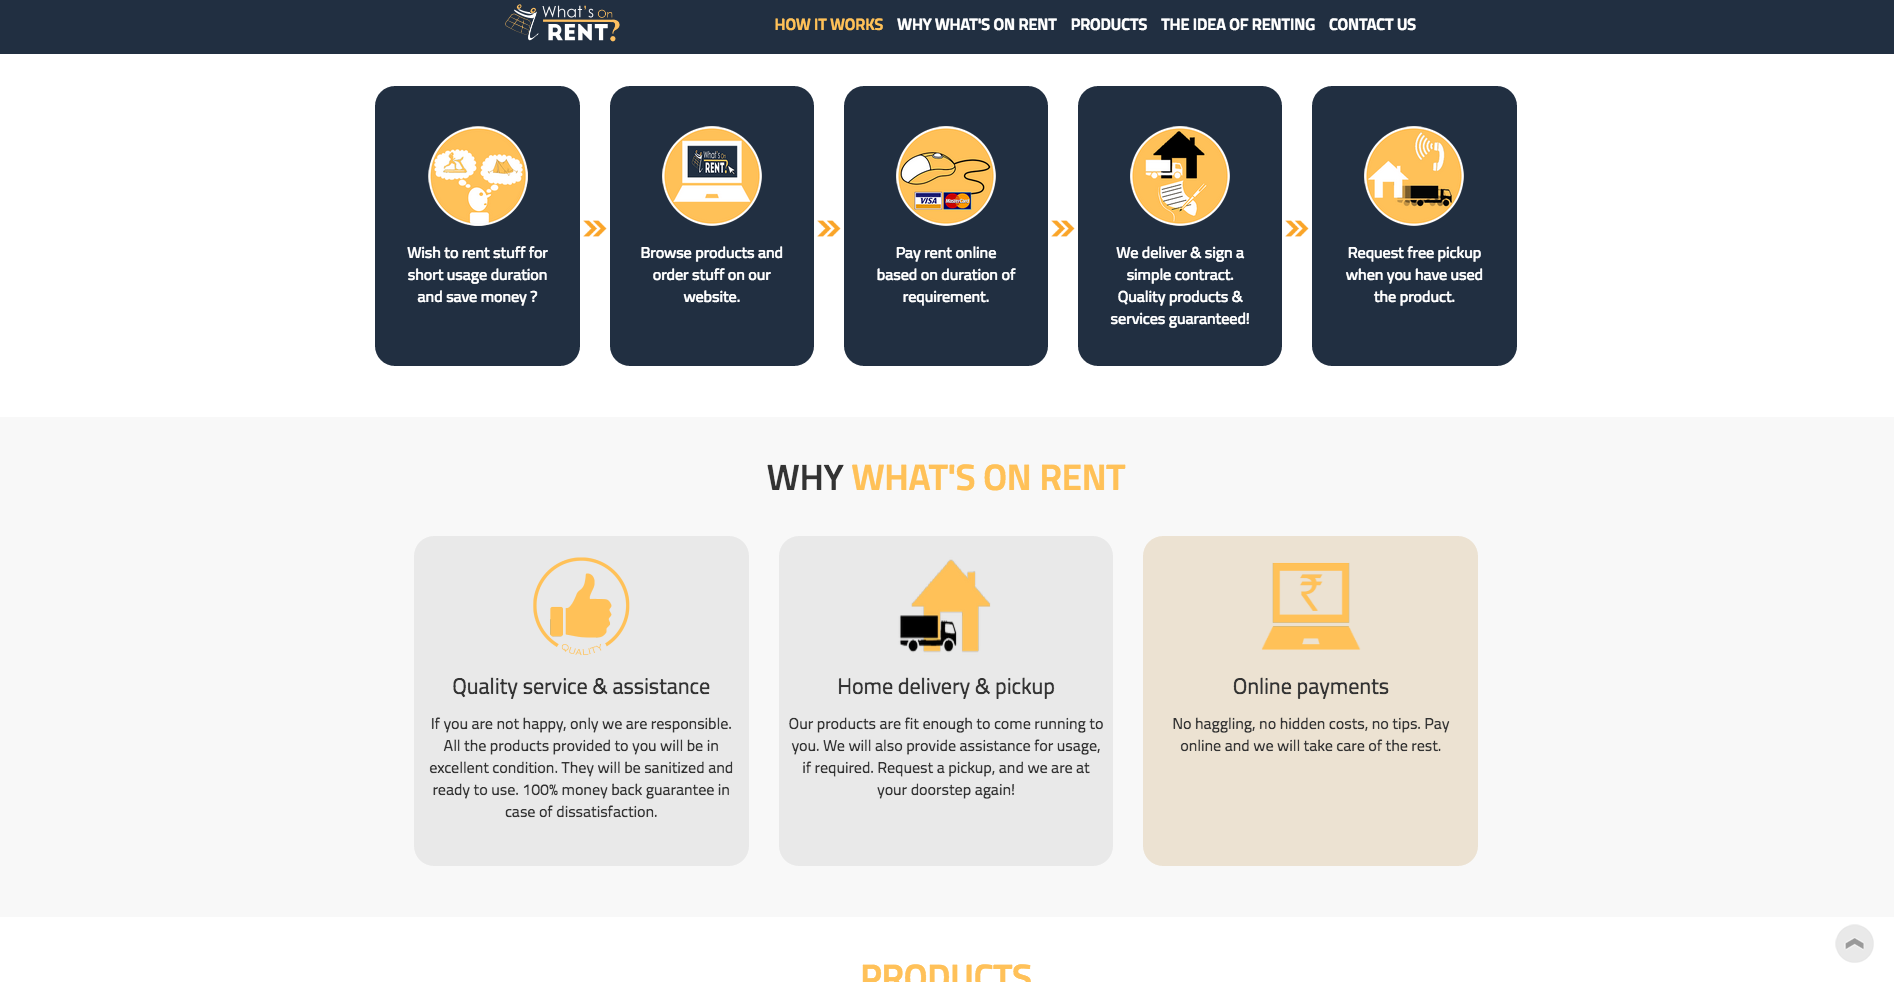 What's On
RENT?
HOW IT WORKS WHY WHAT'S ON RENT PRODUCTS THE IDEA OF RENTING CONTACT US
Wish to rent stuff for
short usage duration
and save money ?
What's On
RENT?
Browse products and
order stuff on our
website.
VISA MasterCard
Pay rent online
based on duration of
requirement.
We deliver & sign a
simple contract.
Quality products &
services guaranteed!
Request free pickup
when you have used
the product.
WHY WHAT'S ON RENT
QUALITY
Quality service & assistance
If you are not happy, only we are responsible.
All the products provided to you will be in
excellent condition. They will be sanitized and
ready to use. 100% money back guarantee in
case of dissatisfaction.
Home delivery & pickup
Our products are fit enough to come running to
you. We will also provide assistance for usage,
if required. Request a pickup, and we are at
your doorstep again!
₹
Online payments
No haggling, no hidden costs, no tips. Pay
online and we will take care of the rest.
PRODUCTS